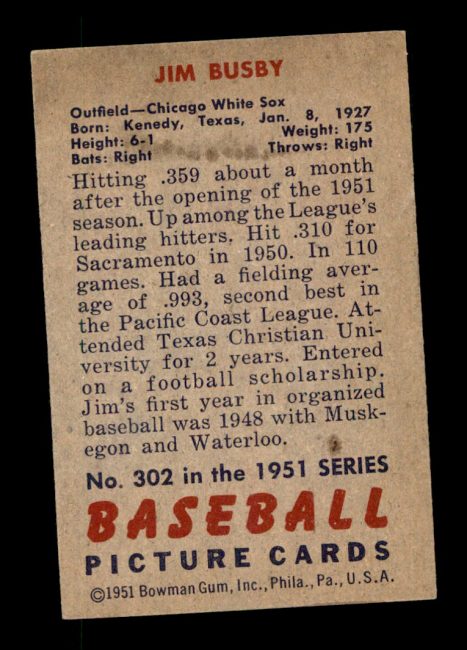 JIM BUSBY
Outfield—Chicago White Sox
Born: Kenedy, Texas, Jan. 8, 1927
Height: 6-1 Weight: 175
Bats: Right Throws: Right
Hitting .359 about a month
after the opening of the 1951
season. Up among the League's
leading hitters. Hit .310 for
Sacramento in 1950. In 110
games. Had a fielding aver-
age of .993, second best in
the Pacific Coast League. At-
tended Texas Christian Uni-
versity for 2 years. Entered
on a football scholarship.
Jim's first year in organized
baseball was 1948 with Musk-
egon and Waterloo.
No. 302 in the 1951 SERIES
BASEBALL
PICTURE CARDS
©1951 Bowman Gum, Inc., Phila., Pa., U.S.A.